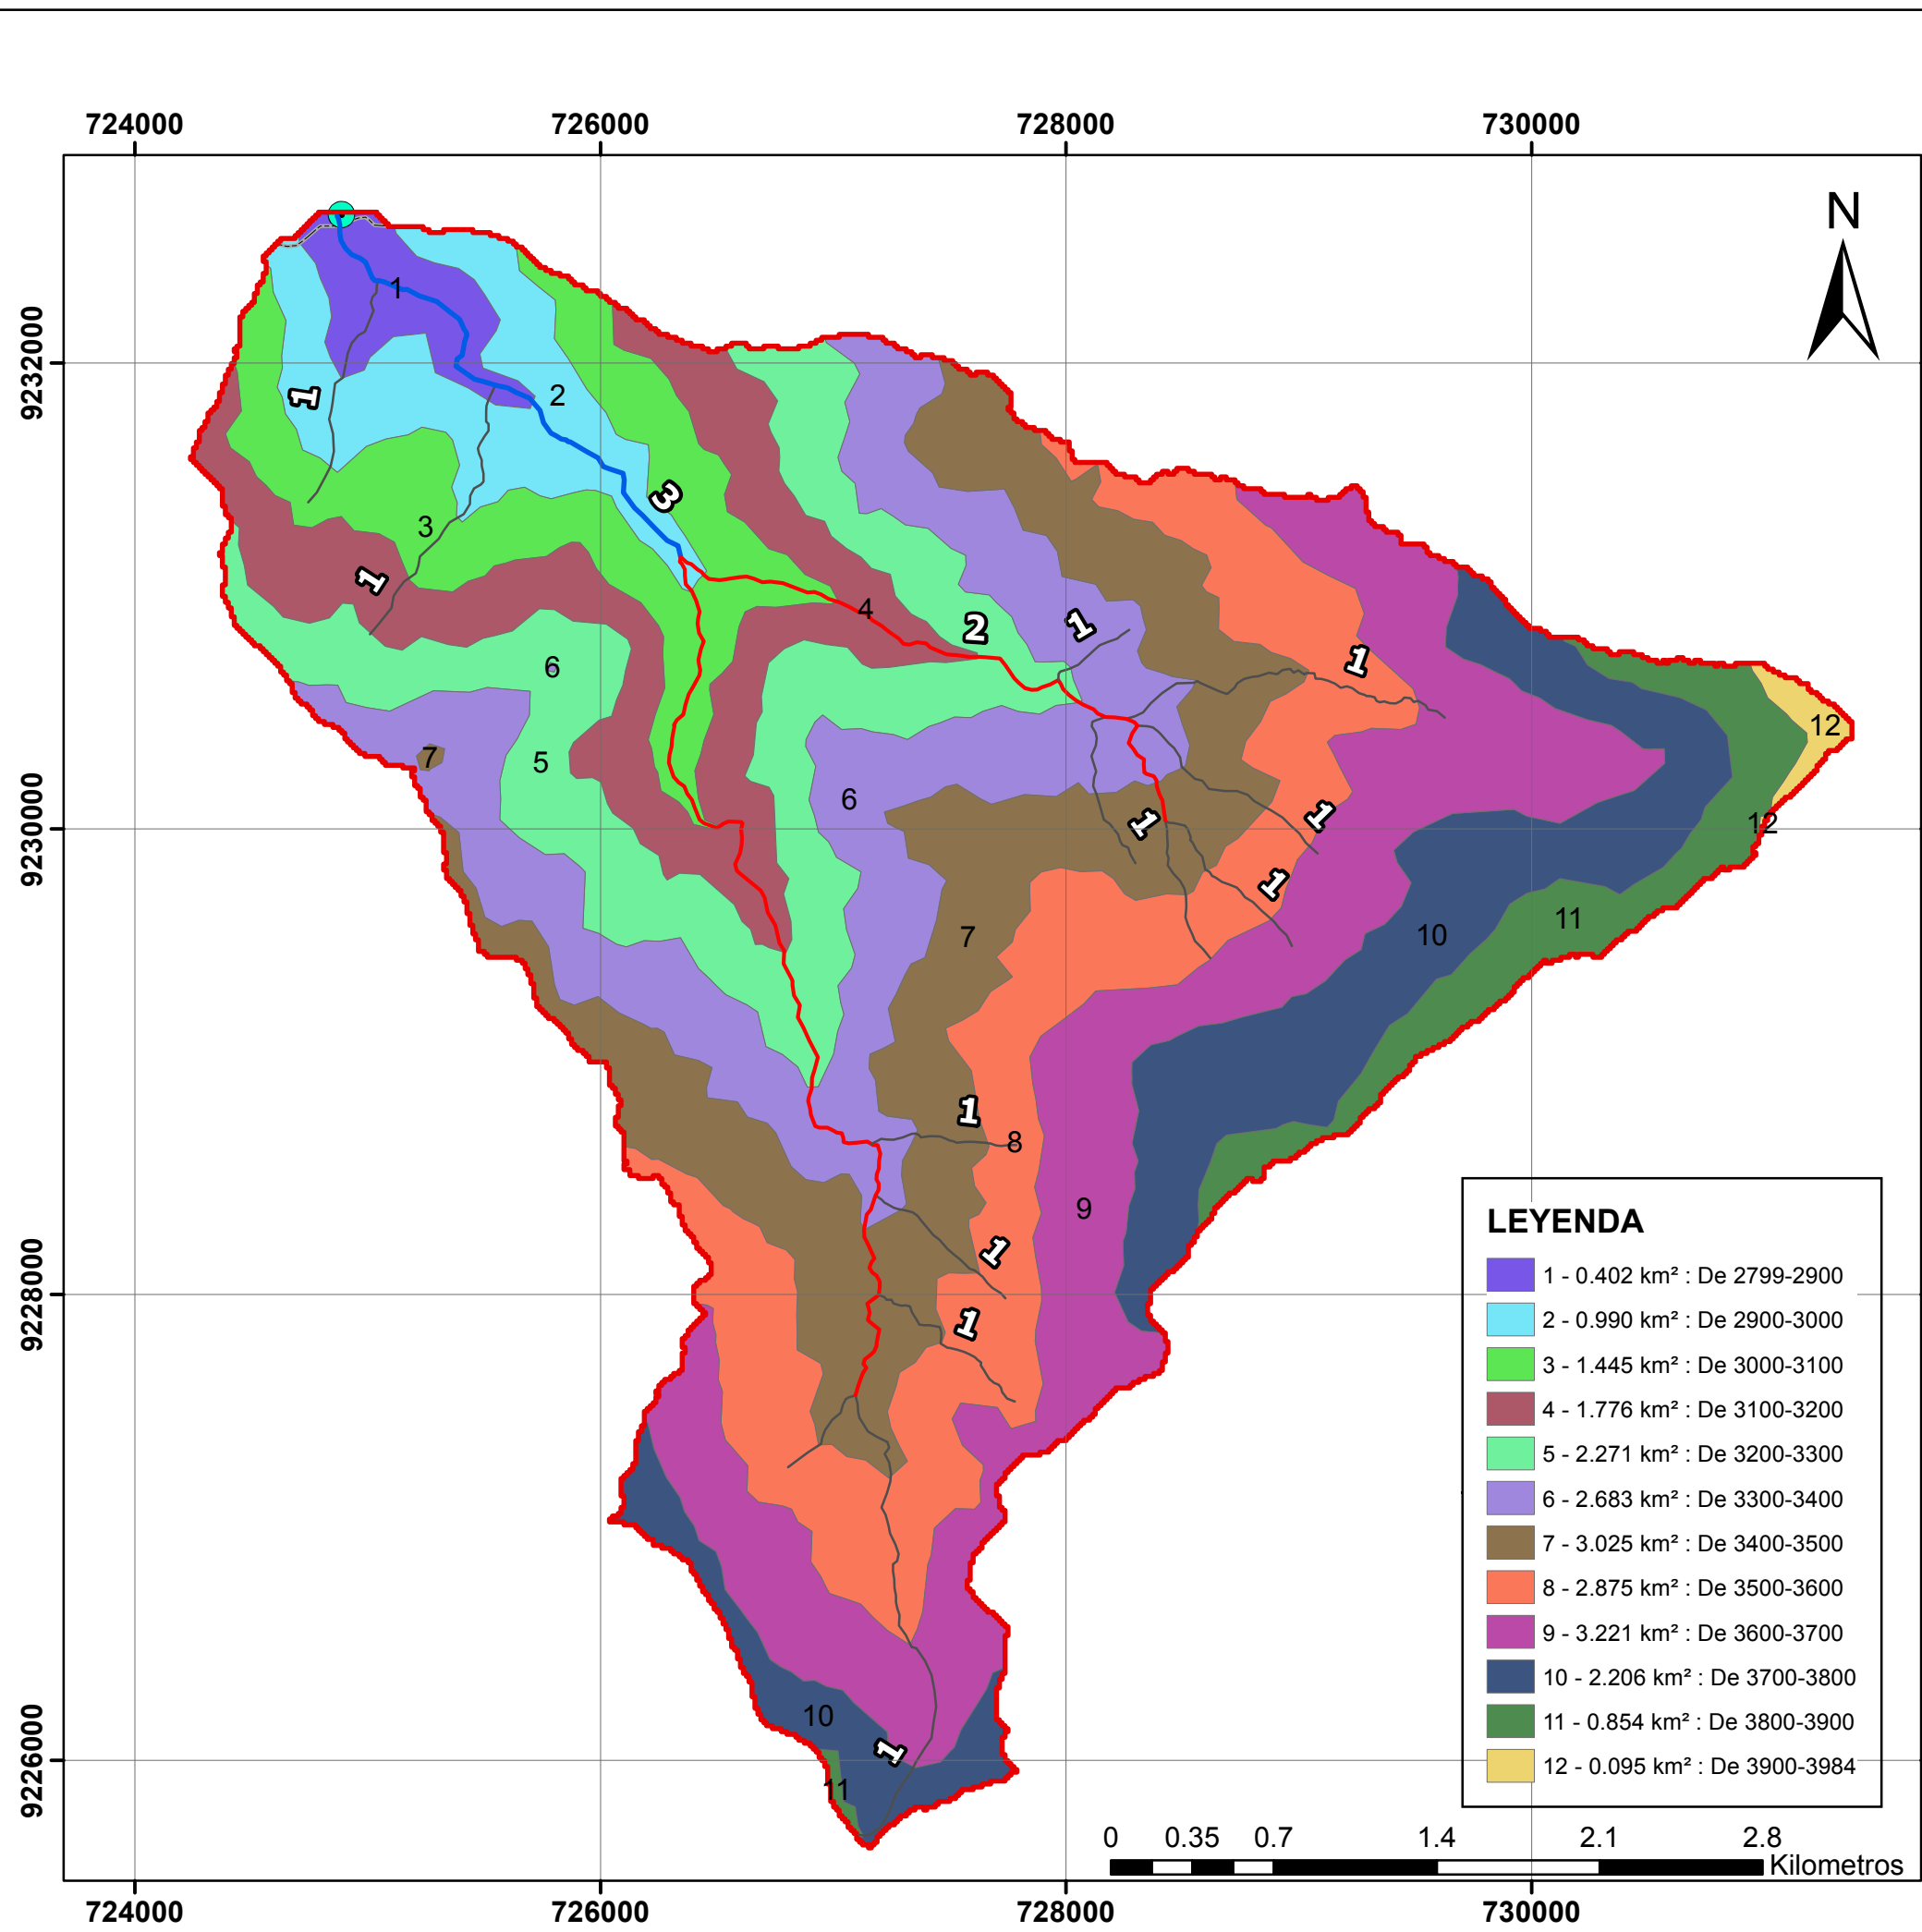 724000 726000 728000 730000
N
1
1
2
3
3
1
4
2
1
1
6
12
7
5
6
1
1
12
1
11
10
7
1
8
9
1
1
10
1
11
9232000
9230000
9228000
9226000
LEYENDA
1 - 0.402 km² : De 2799-2900
2 - 0.990 km² : De 2900-3000
3 - 1.445 km² : De 3000-3100
4 - 1.776 km² : De 3100-3200
5 - 2.271 km² : De 3200-3300
6 - 2.683 km² : De 3300-3400
7 - 3.025 km² : De 3400-3500
8 - 2.875 km² : De 3500-3600
9 - 3.221 km² : De 3600-3700
10 - 2.206 km² : De 3700-3800
11 - 0.854 km² : De 3800-3900
12 - 0.095 km² : De 3900-3984
0 0.35 0.7 1.4 2.1 2.8
Kilometros
724000 726000 728000 730000